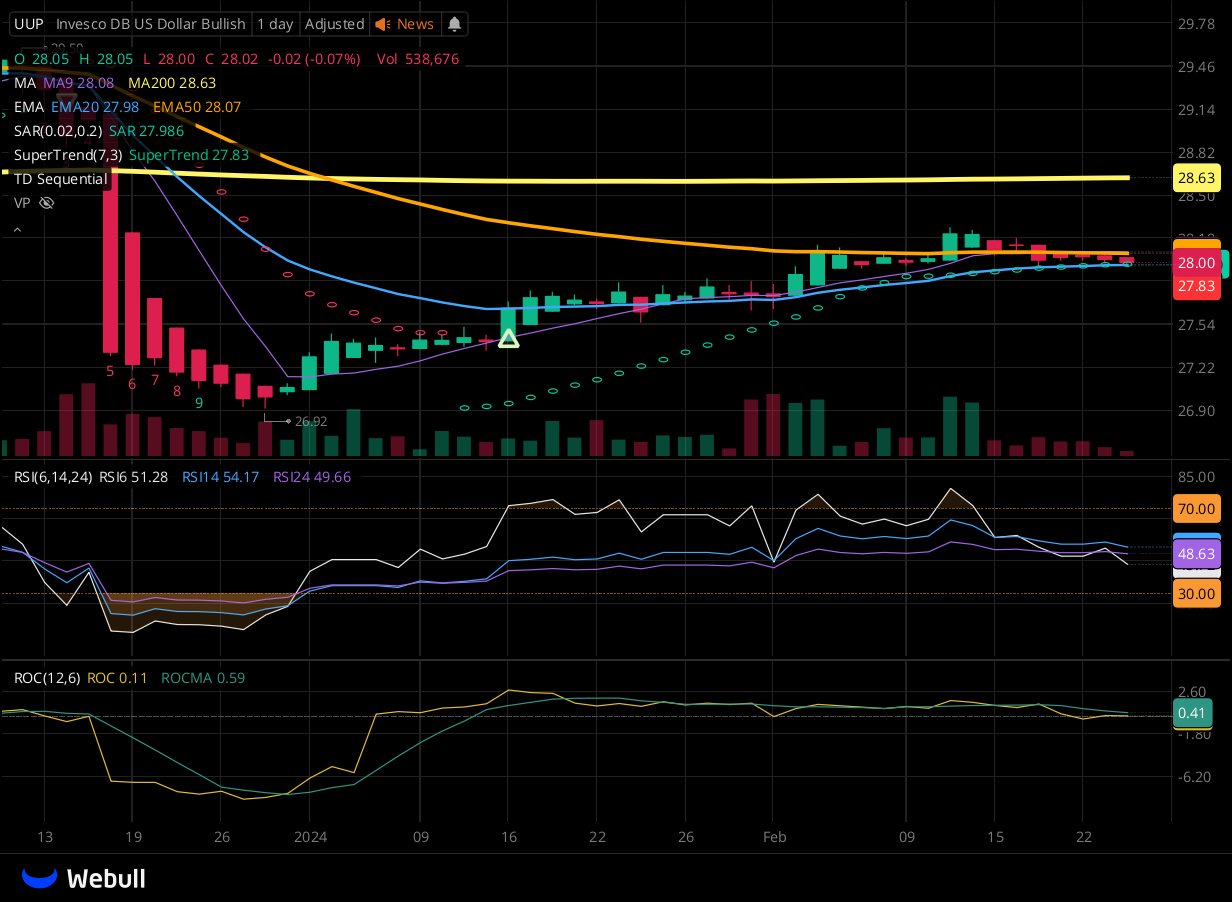 UUP Invesco DB US Dollar Bullish 1 day Adjusted News
29.78
29.46
29.14
28.82
28.50
O 28.05 H 28.05 L 28.00 C 28.02 -0.02 (-0.07%) Vol 538,676
MA MA9 28.08 MA200 28.63
EMA EMA20 27.98 EMA50 28.07
SAR(0.02,0.2) SAR 27.986
SuperTrend(7,3) SuperTrend 27.83
TD Sequential
VP
28.63
28.00
27.83
27.54
27.22
26.90
5
6
7
8
9
26.92
RSI(6,14,24) RSI6 51.28 RSI14 54.17 RSI24 49.66
85.00
70.00
48.63
30.00
ROC(12,6) ROC 0.11 ROCMA 0.59
2.60
0.41
-1.80
-6.20
13 19 26 2024 09 16 22 26 Feb 09 15 22
Webull